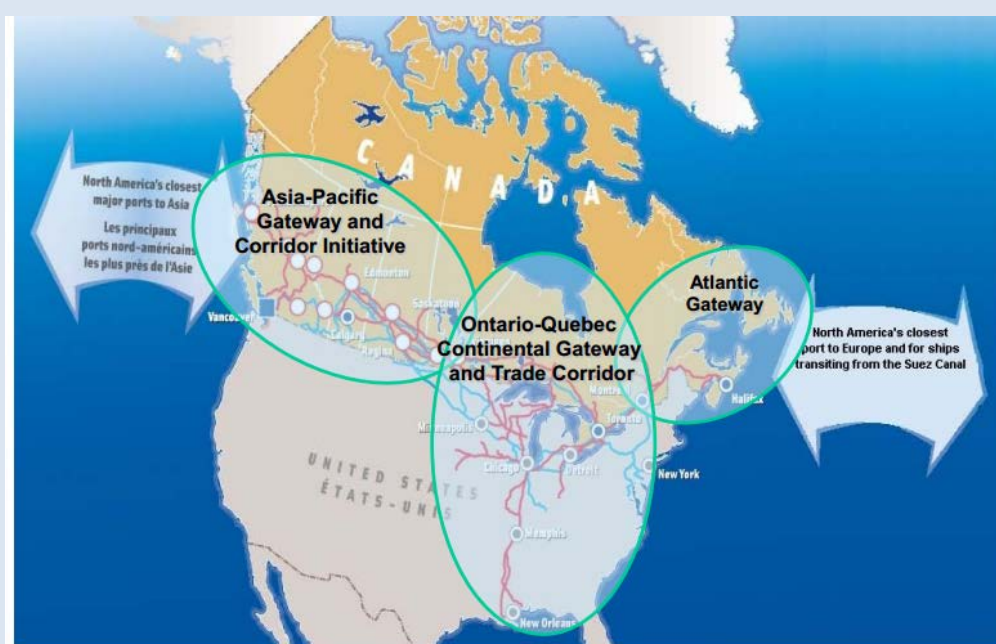 CANADA
North America's closest
major ports to Asia
Les principaux
ports nord-américains
les plus près de l'Asie
Asia-Pacific
Gateway and
Corridor Initiative
Edmonton
Saskatoon
Vancouver
Calgary
Regina
Ontario-Quebec
Continental Gateway
and Trade Corridor
Atlantic
Gateway
North America's closest
port to Europe and for ships
transiting from the Suez Canal
Halifax
Toronto
Minneapolis
Chicago
Detroit
New York
UNITED STATES
ÉTATS-UNIS
Memphis
New Orleans